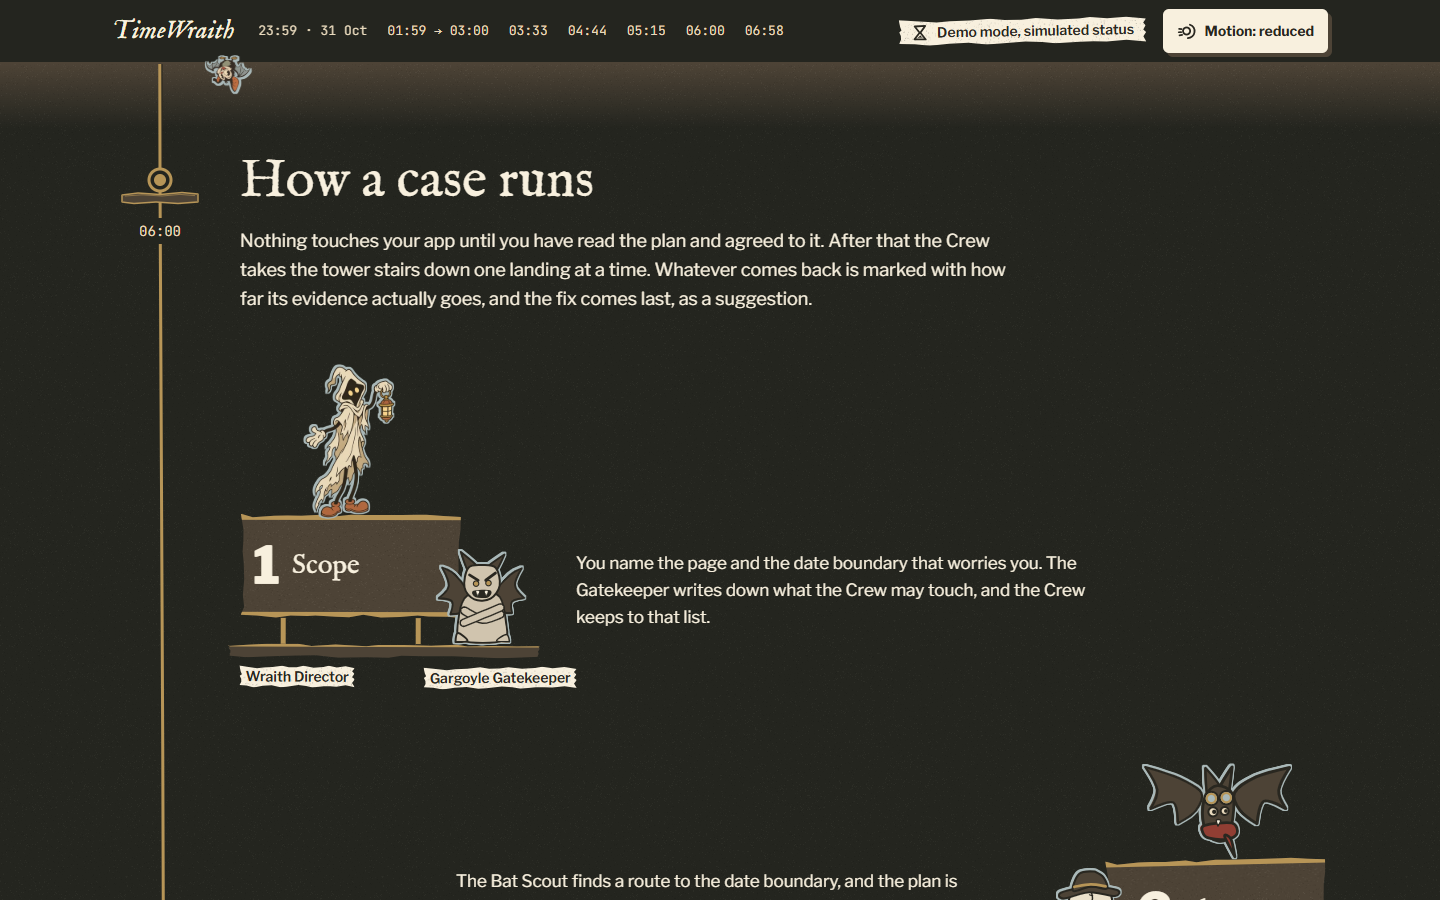 TimeWraith
23:59 · 31 Oct
01:59 → 03:00
03:33
04:44
05:15
06:00
06:58
Demo mode, simulated status
Motion: reduced
How a case runs
06:00
Nothing touches your app until you have read the plan and agreed to it. After that the Crew
takes the tower stairs down one landing at a time. Whatever comes back is marked with how
far its evidence actually goes, and the fix comes last, as a suggestion.
1 Scope
You name the page and the date boundary that worries you. The
Gatekeeper writes down what the Crew may touch, and the Crew
keeps to that list.
Wraith Director
Gargoyle Gatekeeper
The Bat Scout finds a route to the date boundary, and the plan is